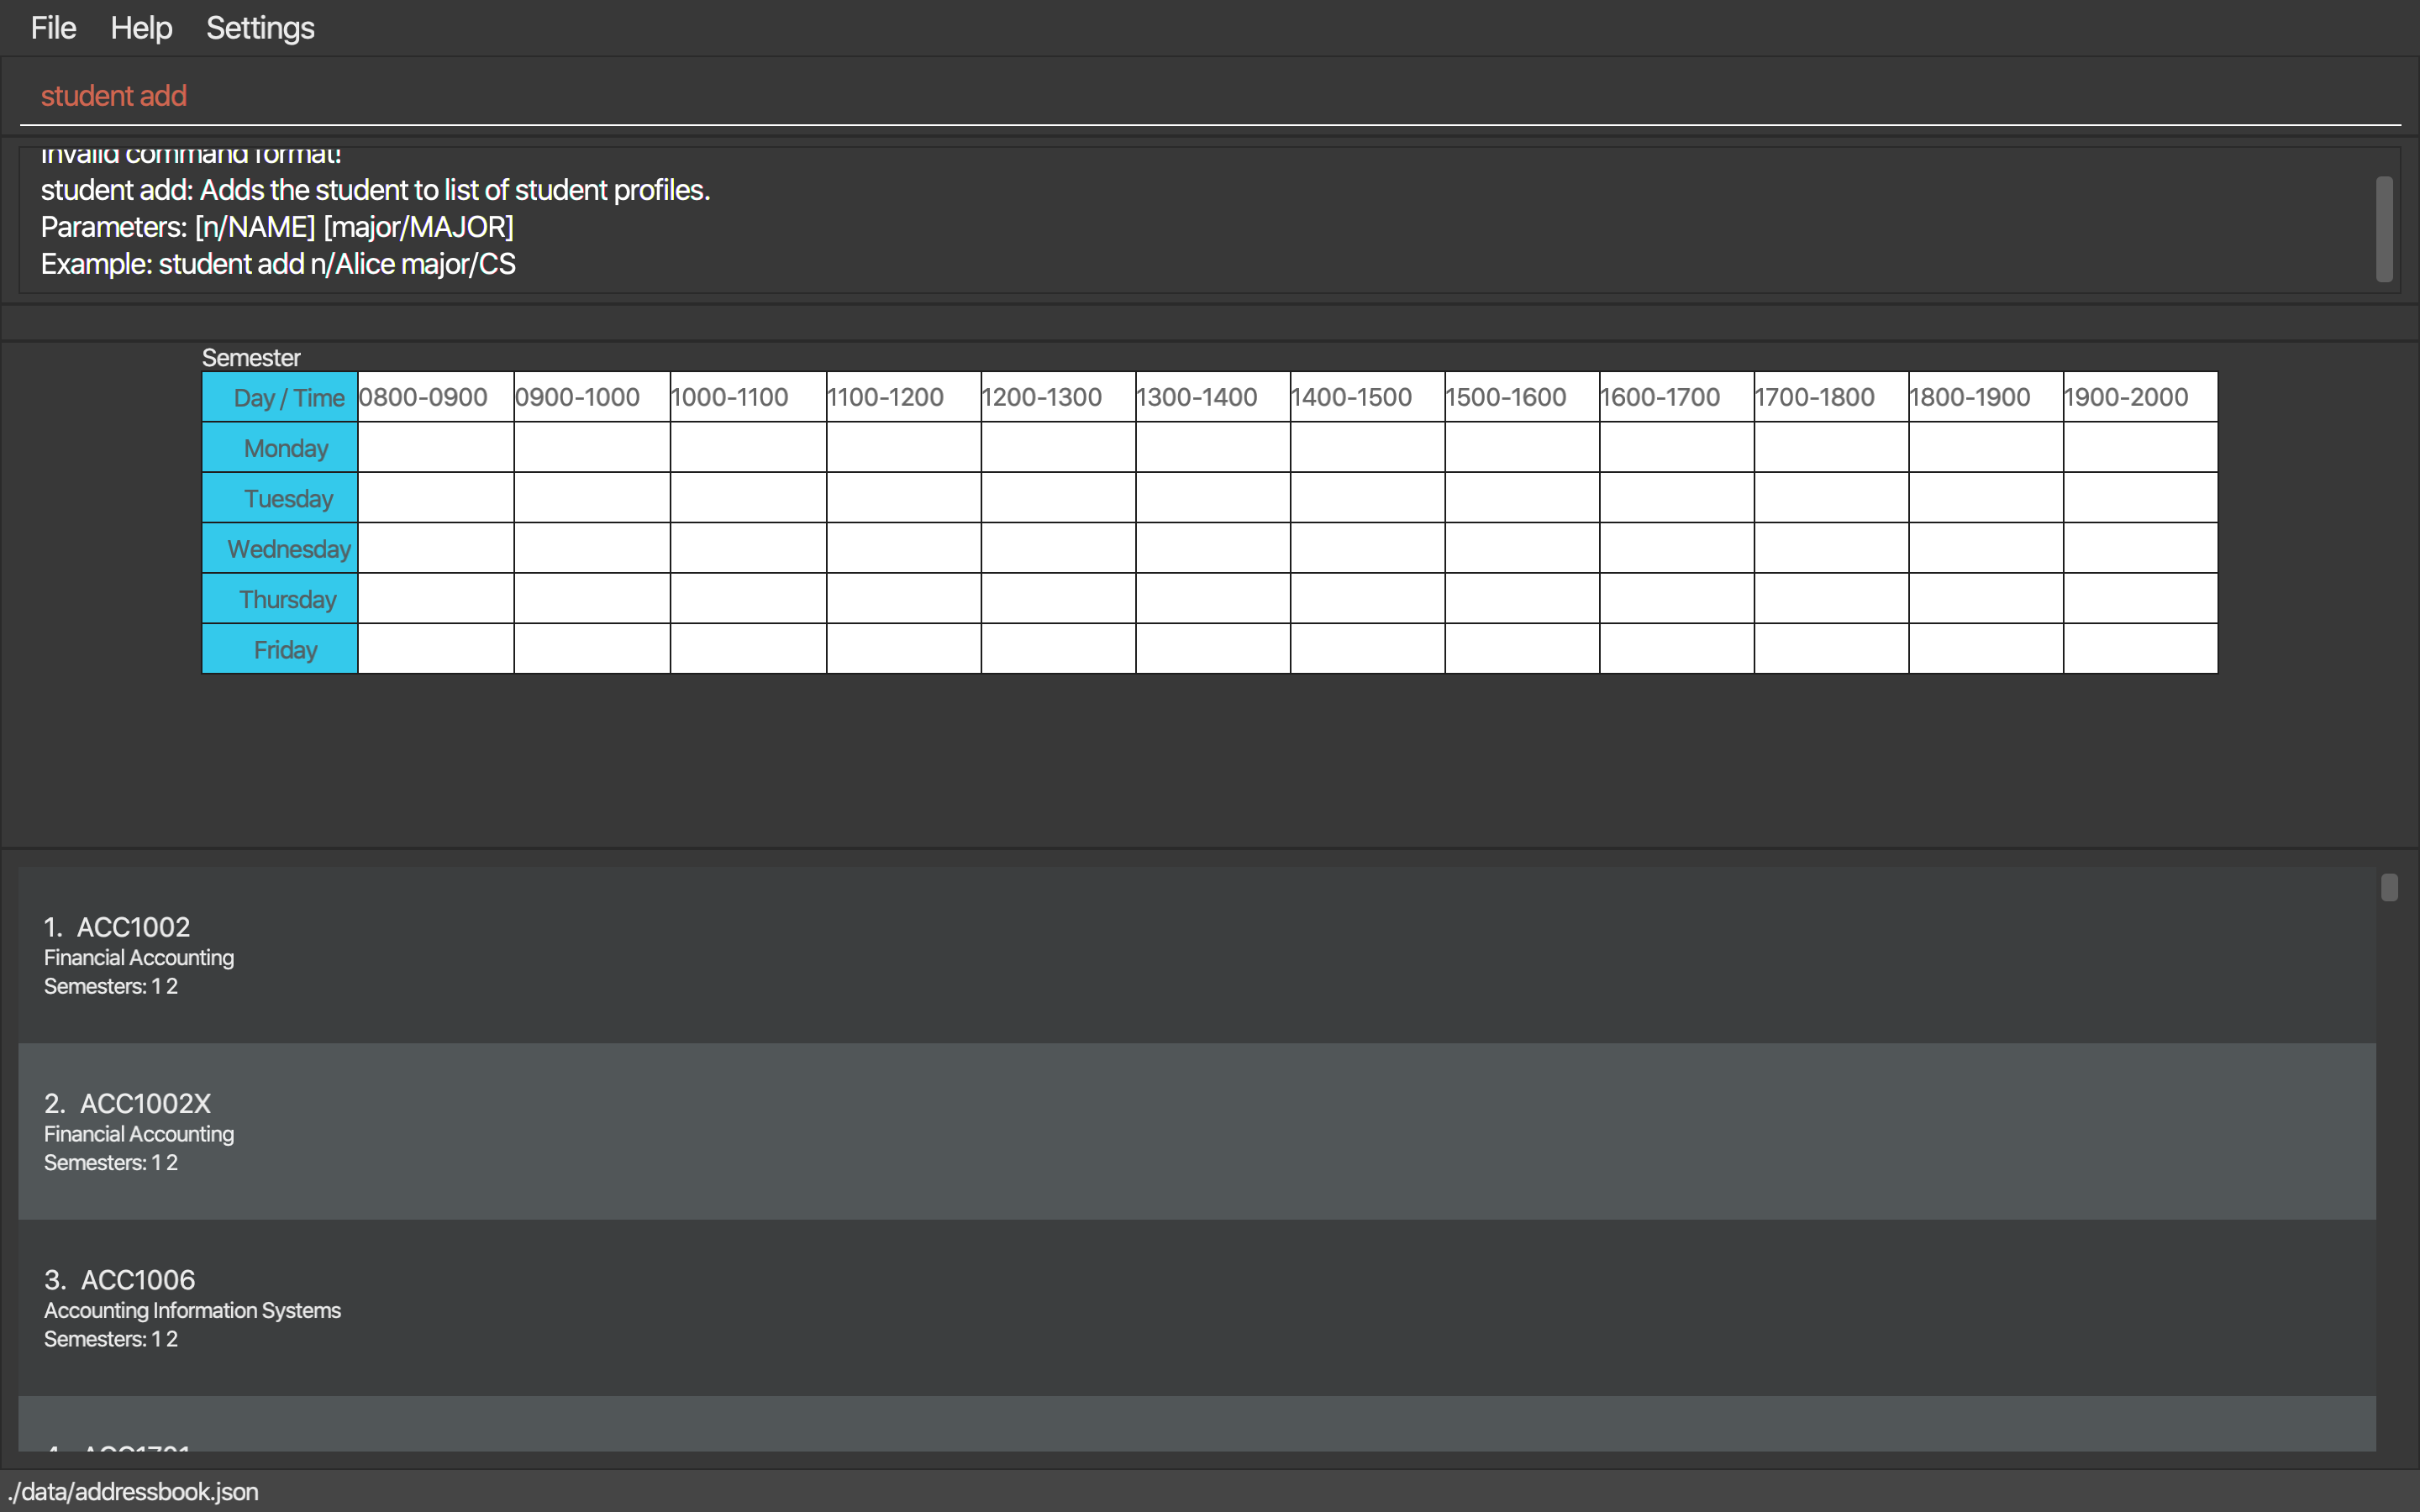 File Help Settings
student add
Invalid command format!
student add: Adds the student to list of student profiles.
Parameters: [n/NAME] [major/MAJOR]
Example: student add n/Alice major/CS
Semester
Day / Time 0800-0900 0900-1000 1000-1100 1100-1200 1200-1300 1300-1400 1400-1500 1500-1600 1600-1700 1700-1800 1800-1900 1900-2000
Monday
Tuesday
Wednesday
Thursday
Friday
1. ACC1002
Financial Accounting
Semesters: 1 2
2. ACC1002X
Financial Accounting
Semesters: 1 2
3. ACC1006
Accounting Information Systems
Semesters: 1 2
4. ACC1701
./data/addressbook.json